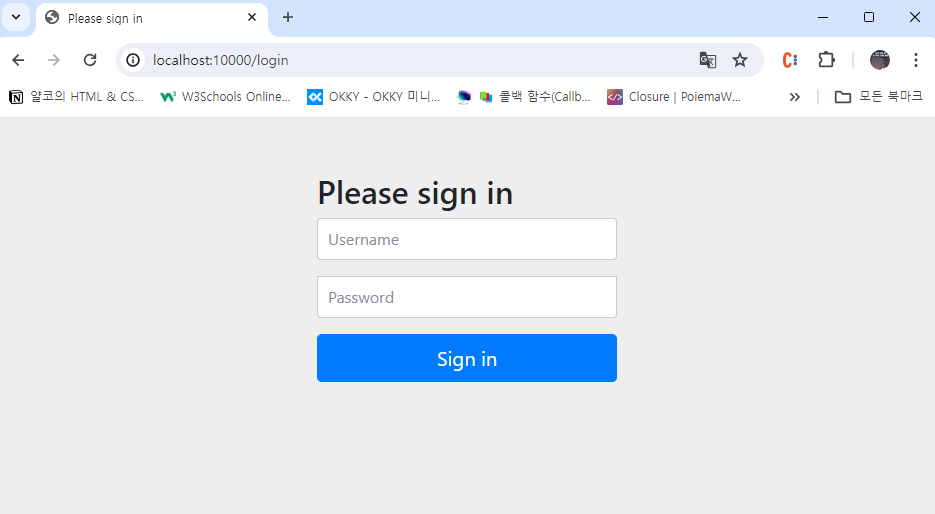 Please sign in
localhost:10000/login
얄코의 HTML & CS...
W3Schools Online...
OKKY - OKKY 미니...
콜백 함수(Callb...
Closure | PoiemaW...
모든 북마크
Please sign in
Username
Password
Sign in